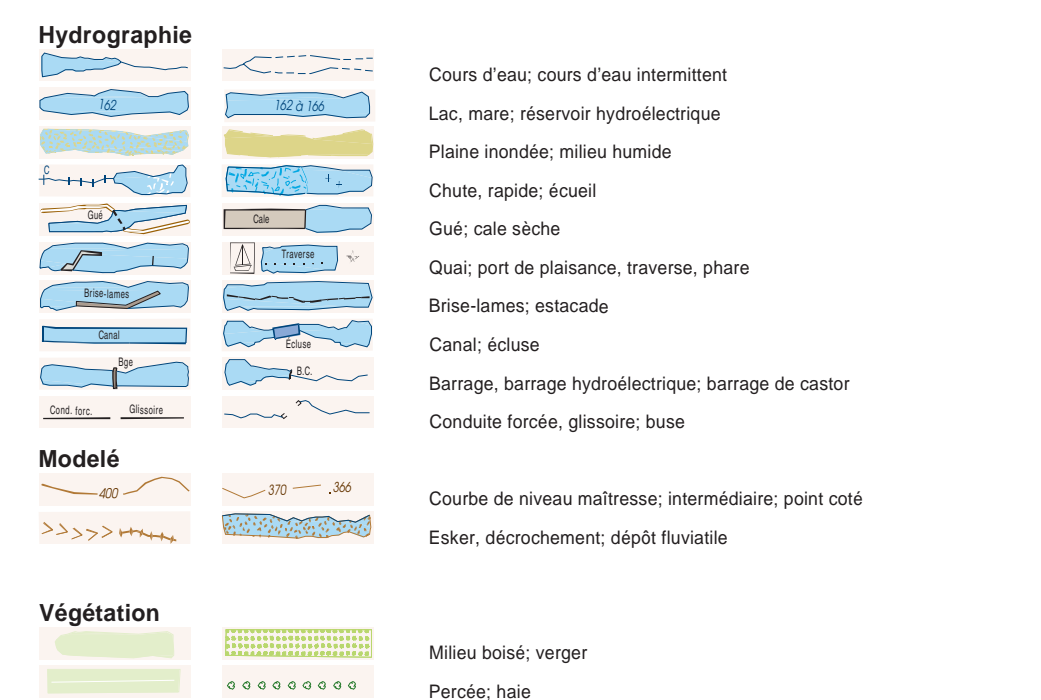 Hydrographie
Cours d'eau; cours d'eau intermittent
162 162 à 166 Lac, mare; réservoir hydroélectrique
Plaine inondée; milieu humide
C Chute, rapide; écueil
Gué Cale Gué; cale sèche
Traverse Quai; port de plaisance, traverse, phare
Brise-lames Brise-lames; estacade
Canal Écluse Canal; écluse
Bge B.C. Barrage, barrage hydroélectrique; barrage de castor
Cond. forc. Glissoire Conduite forcée, glissoire; buse
Modelé
400 370 .366 Courbe de niveau maîtresse; intermédiaire; point coté
Esker, décrochement; dépôt fluviatile
Végétation
Milieu boisé; verger
Percée; haie